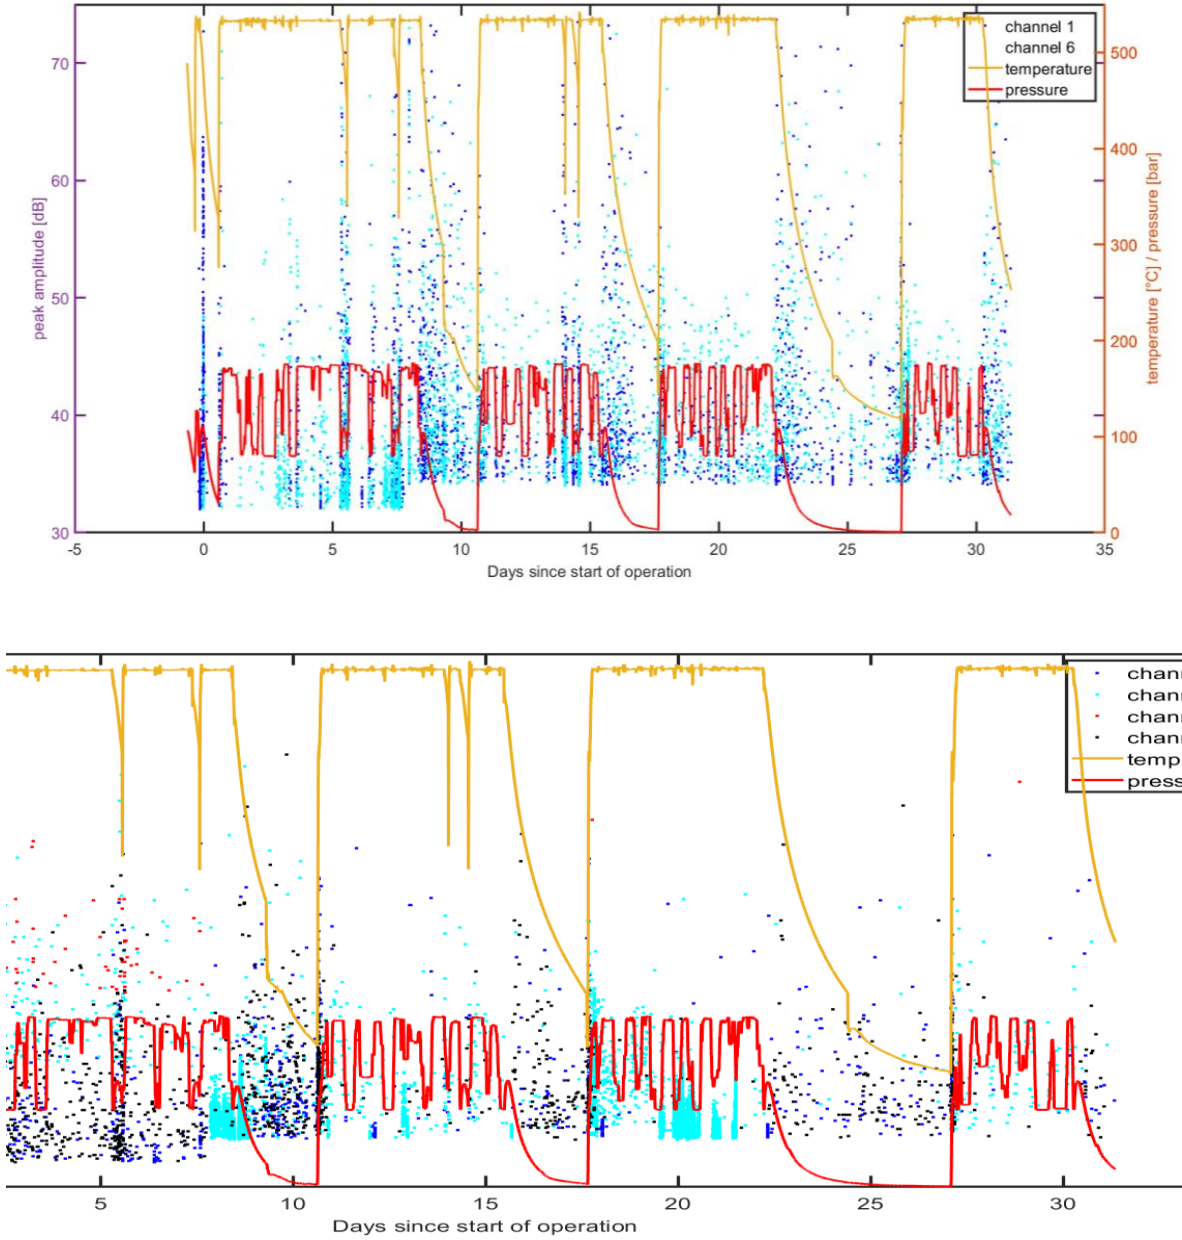 70
60
50
40
30
peak amplitude [dB]
channel 1
channel 6
temperature
pressure
500
400
300
200
100
0
temperature [°C] / pressure [bar]
-5 0 5 10 15 20 25 30 35
Days since start of operation
chann
chann
chann
chann
temp
press
5 10 15 20 25 30
Days since start of operation